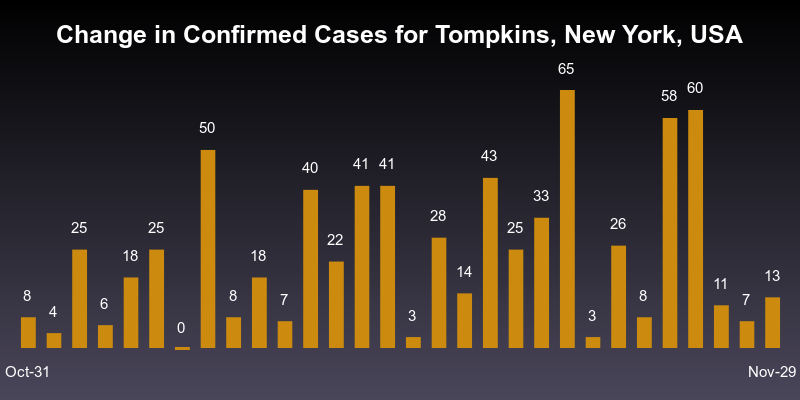 Change in Confirmed Cases for Tompkins, New York, USA
8 4 25 6 18 25 0 50 8 18 7 40 22 41 41 3 28 14 43 25 33 65 3 26 8 58 60 11 7 13
Oct-31 Nov-29